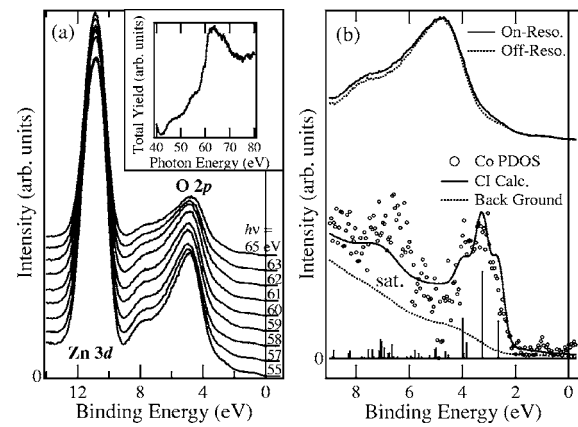 (a)
Total Yield (arb. units)
40 50 60 70 80
Photon Energy (eV)
O 2p
hν =
65 eV
63
62
61
60
59
58
57
55
Zn 3d
Intensity (arb. units)
0
14 12 8 4 0
Binding Energy (eV)
(b)
On-Reso.
Off-Reso.
Co PDOS
CI Calc.
Back Ground
sat.
Intensity (arb. units)
0
8 6 4 2 0
Binding Energy (eV)